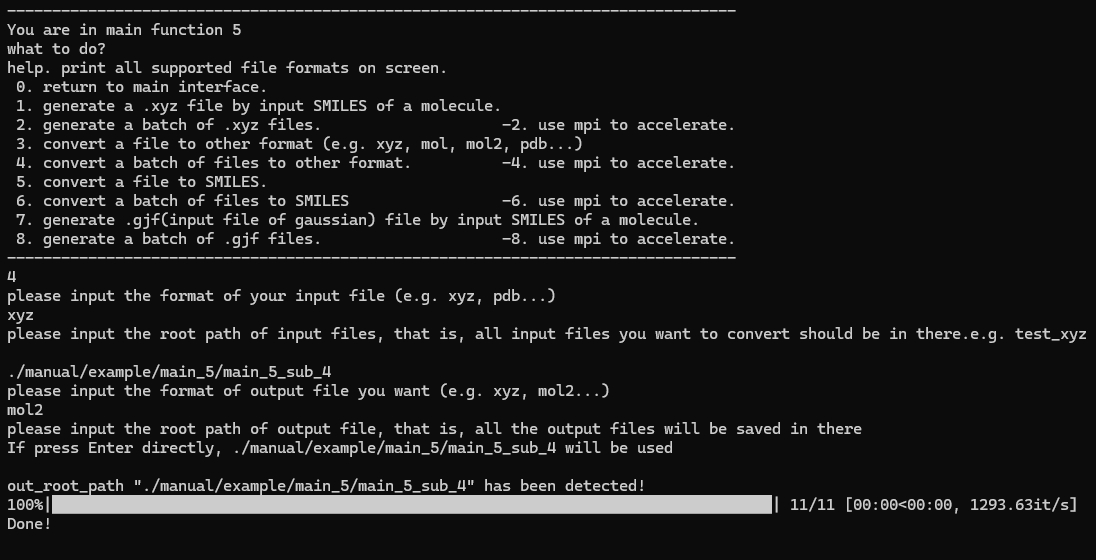 ---------------------------------------------------------------------------------
You are in main function 5
what to do?
help. print all supported file formats on screen.
 0. return to main interface.
 1. generate a .xyz file by input SMILES of a molecule.
 2. generate a batch of .xyz files.                    -2. use mpi to accelerate.
 3. convert a file to other format (e.g. xyz, mol, mol2, pdb...)
 4. convert a batch of files to other format.          -4. use mpi to accelerate.
 5. convert a file to SMILES.
 6. convert a batch of files to SMILES                 -6. use mpi to accelerate.
 7. generate .gjf(input file of gaussian) file by input SMILES of a molecule.
 8. generate a batch of .gjf files.                    -8. use mpi to accelerate.
---------------------------------------------------------------------------------
4
please input the format of your input file (e.g. xyz, pdb...)
xyz
please input the root path of input files, that is, all input files you want to convert should be in there.e.g. test_xyz
./manual/example/main_5/main_5_sub_4
please input the format of output file you want (e.g. xyz, mol2...)
mol2
please input the root path of output file, that is, all the output files will be saved in there
If press Enter directly, ./manual/example/main_5/main_5_sub_4 will be used
out_root_path "./manual/example/main_5/main_5_sub_4" has been detected!
100%|████████████████████████████████████████████████████████████████████████████████| 11/11 [00:00<00:00, 1293.63it/s]
Done!